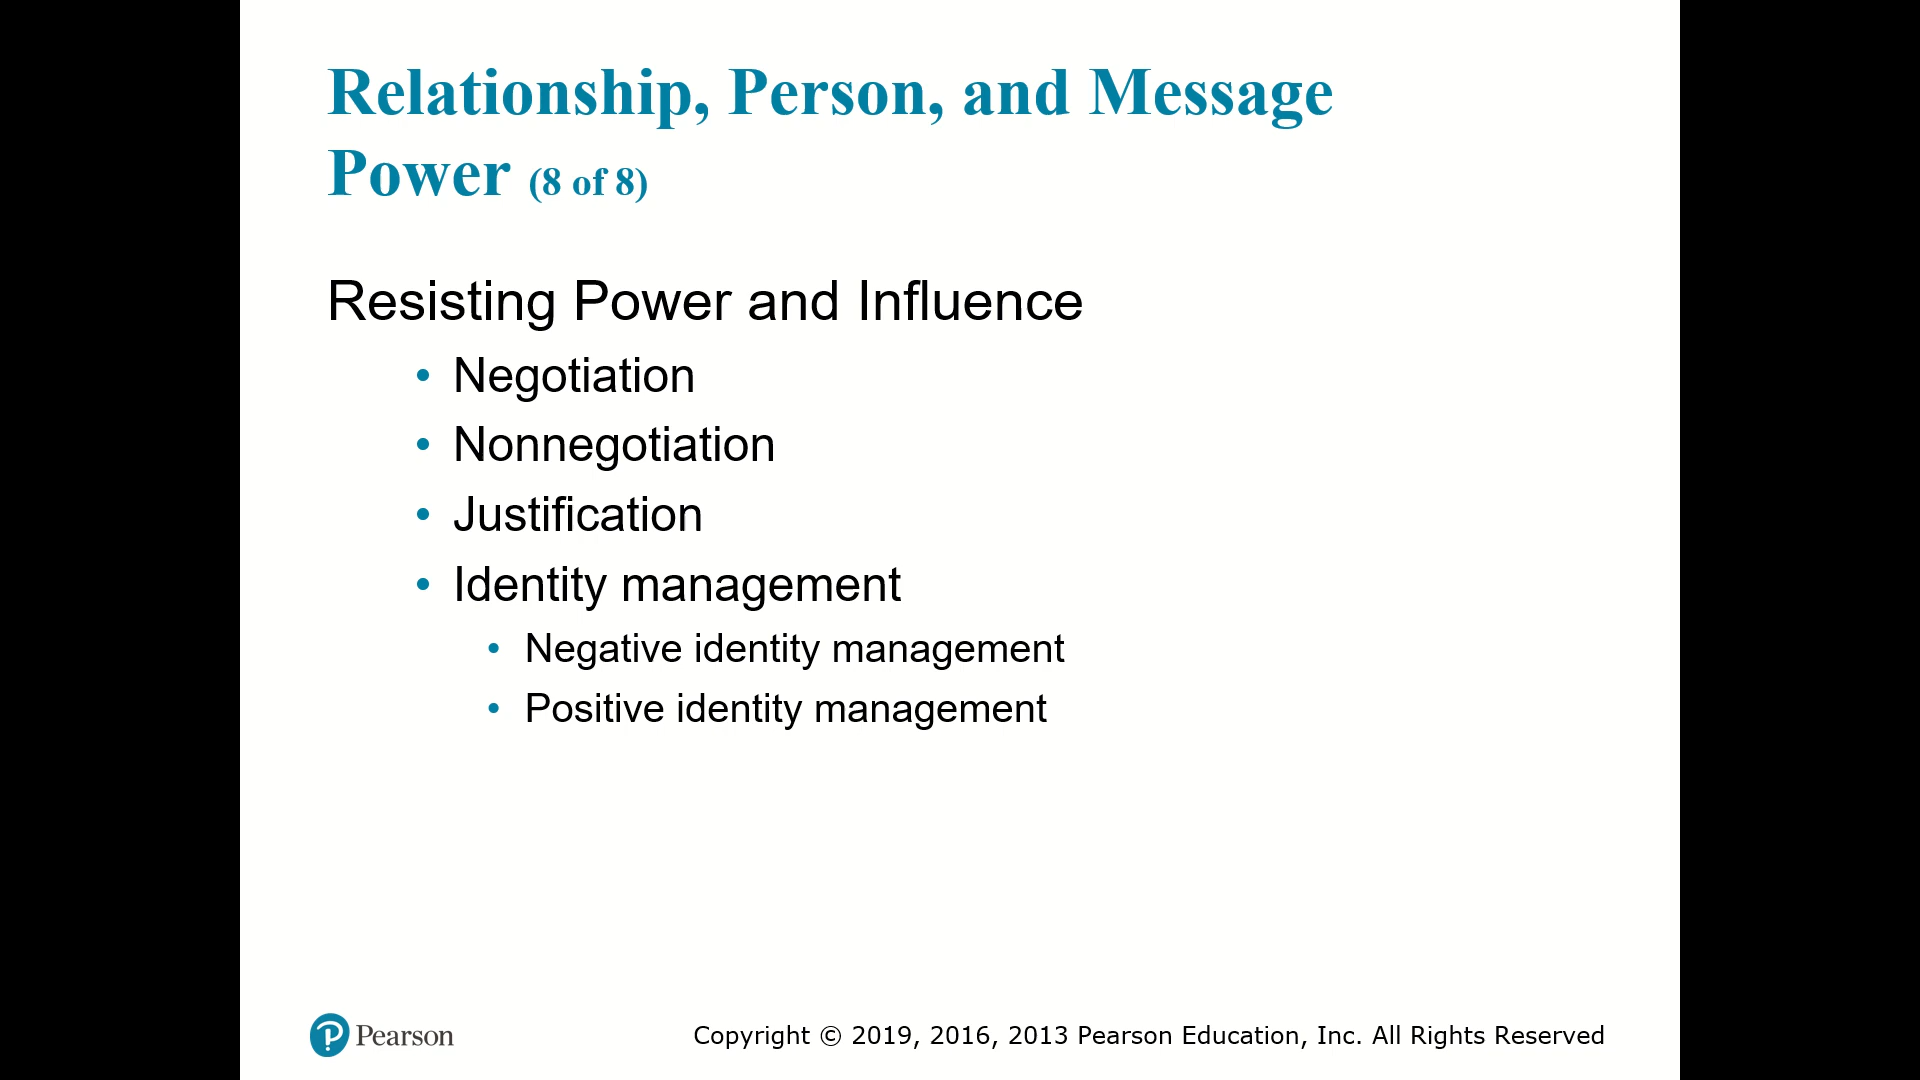 Relationship, Person, and Message
Power (8 of 8)
Resisting Power and Influence
• Negotiation
• Nonnegotiation
• Justification
• Identity management
• Negative identity management
• Positive identity management
Pearson
Copyright © 2019, 2016, 2013 Pearson Education, Inc. All Rights Reserved